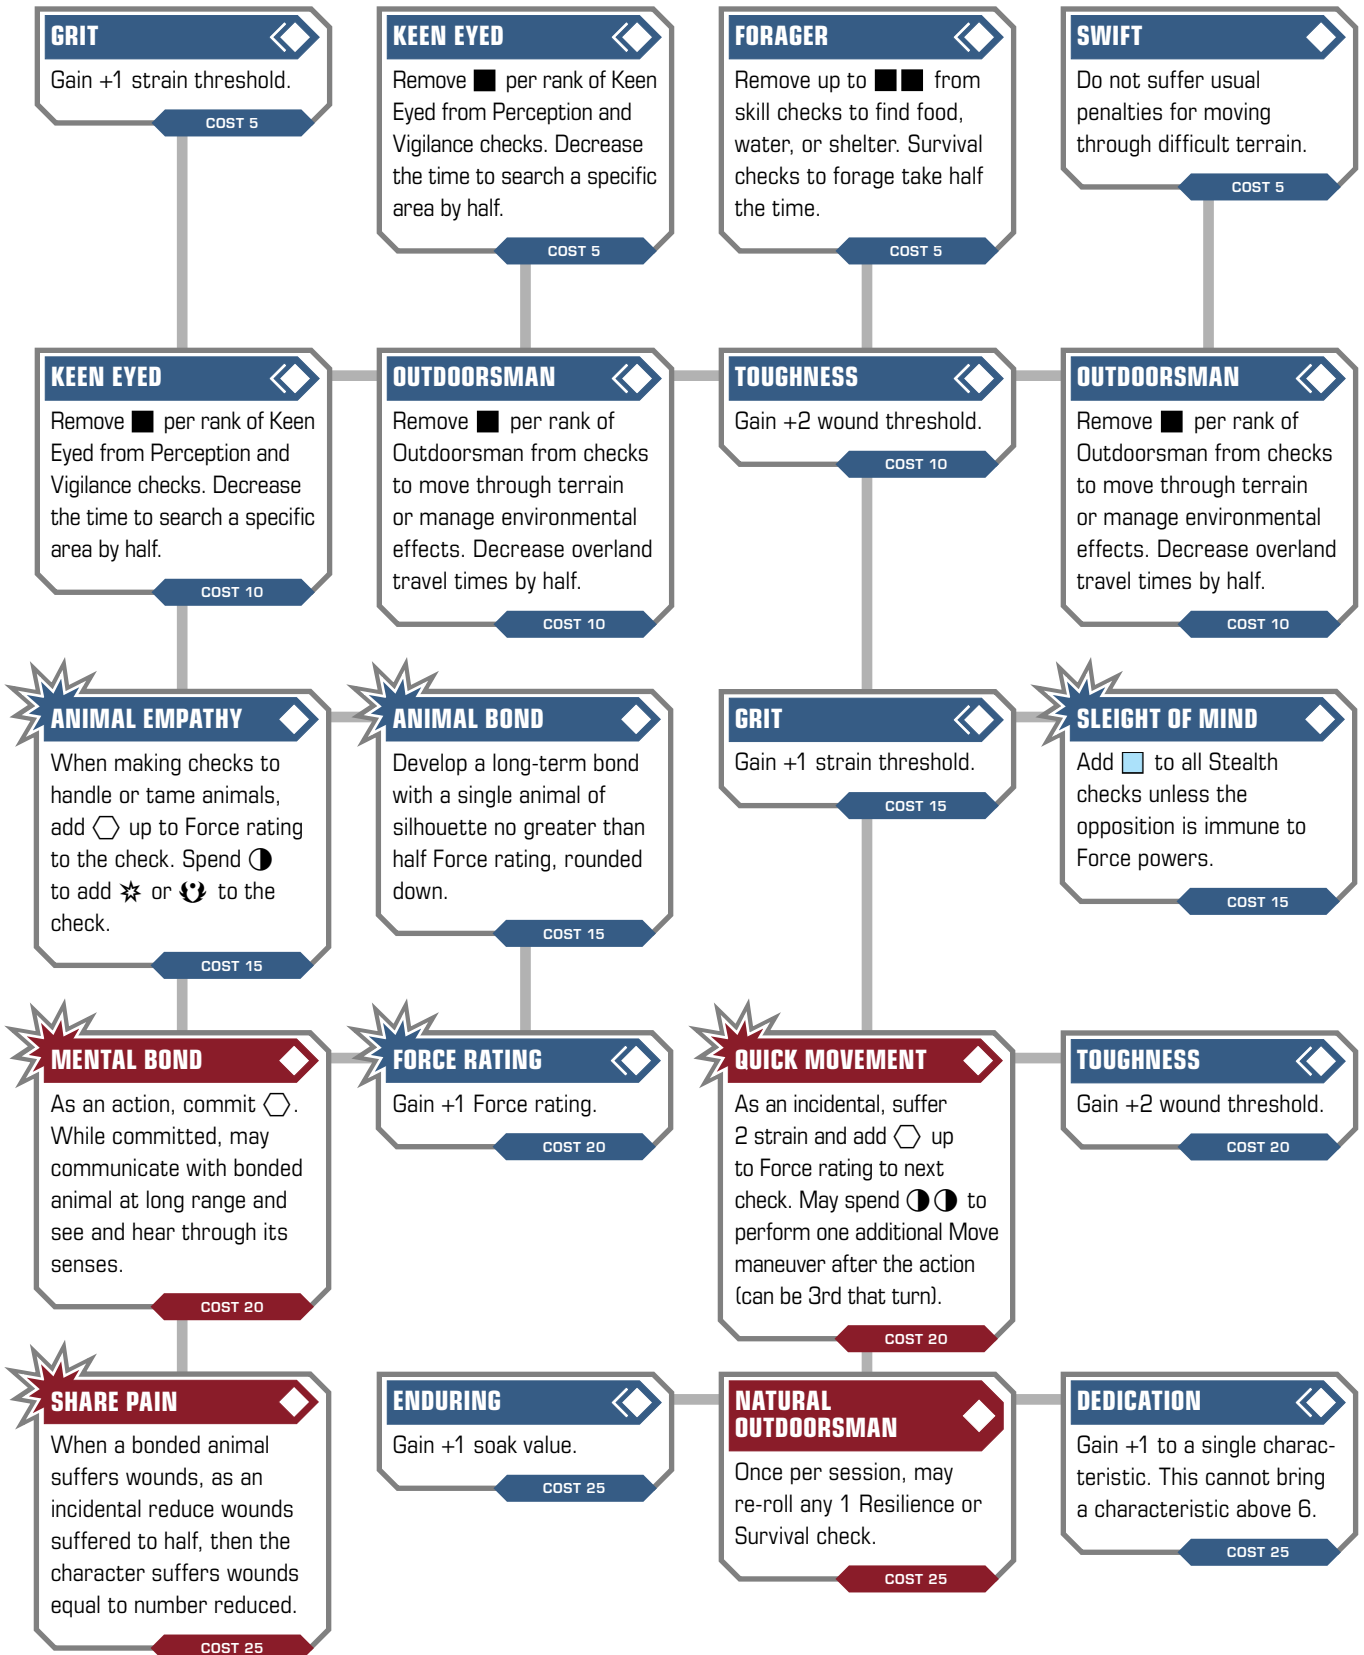 GRIT
Gain +1 strain threshold.
COST 5
KEEN EYED
Remove ■ per rank of Keen
Eyed from Perception and
Vigilance checks. Decrease
the time to search a specific
area by half.
COST 5
FORAGER
Remove up to ■■ from
skill checks to find food,
water, or shelter. Survival
checks to forage take half
the time.
COST 5
SWIFT
Do not suffer usual
penalties for moving
through difficult terrain.
COST 5
KEEN EYED
Remove ■ per rank of Keen
Eyed from Perception and
Vigilance checks. Decrease
the time to search a specific
area by half.
COST 10
OUTDOORSMAN
Remove ■ per rank of
Outdoorsman from checks
to move through terrain
or manage environmental
effects. Decrease overland
travel times by half.
COST 10
TOUGHNESS
Gain +2 wound threshold.
COST 10
OUTDOORSMAN
Remove ■ per rank of
Outdoorsman from checks
to move through terrain
or manage environmental
effects. Decrease overland
travel times by half.
COST 10
ANIMAL EMPATHY
When making checks to
handle or tame animals,
add up to Force rating
to the check. Spend
to add or to the
check.
COST 15
ANIMAL BOND
Develop a long-term bond
with a single animal of
silhouette no greater than
half Force rating, rounded
down.
COST 15
GRIT
Gain +1 strain threshold.
COST 15
SLEIGHT OF MIND
Add to all Stealth
checks unless the
opposition is immune to
Force powers.
COST 15
MENTAL BOND
As an action, commit .
While committed, may
communicate with bonded
animal at long range and
see and hear through its
senses.
COST 20
FORCE RATING
Gain +1 Force rating.
COST 20
QUICK MOVEMENT
As an incidental, suffer
2 strain and add up
to Force rating to next
check. May spend to
perform one additional Move
maneuver after the action
(can be 3rd that turn).
COST 20
TOUGHNESS
Gain +2 wound threshold.
COST 20
SHARE PAIN
When a bonded animal
suffers wounds, as an
incidental reduce wounds
suffered to half, then the
character suffers wounds
equal to number reduced.
COST 25
ENDURING
Gain +1 soak value.
COST 25
NATURAL
OUTDOORSMAN
Once per session, may
re-roll any 1 Resilience or
Survival check.
COST 25
DEDICATION
Gain +1 to a single charac-
teristic. This cannot bring
a characteristic above 6.
COST 25